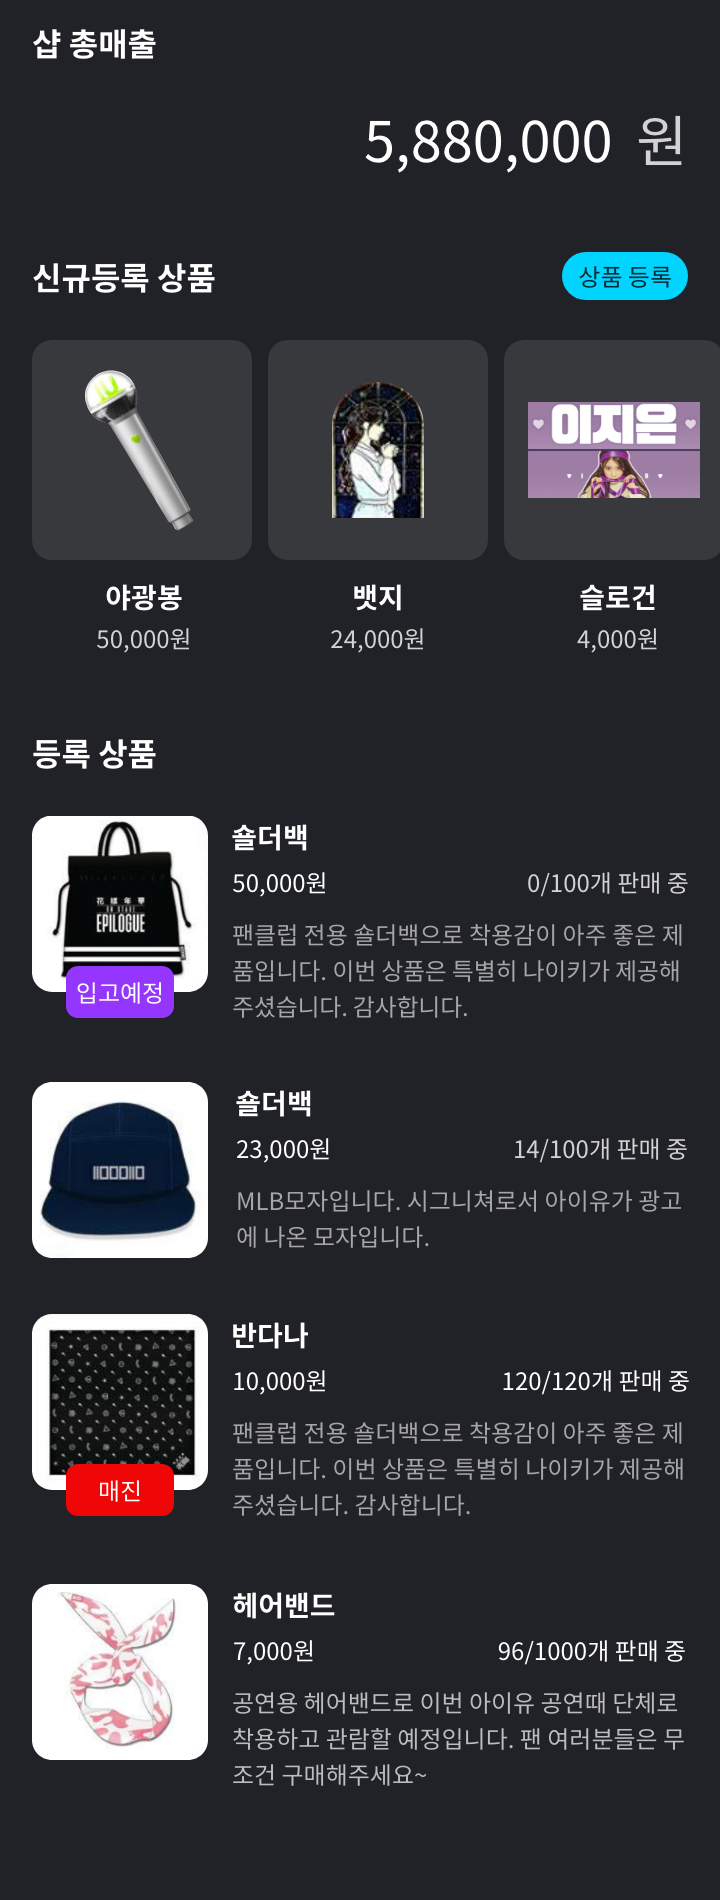 샵 총매출
5,880,000 원
신규등록 상품
상품 등록
이지은
야광봉
뱃지
슬로건
50,000원
24,000원
4,000원
등록 상품
花樣年華
ON STAGE
EPILOGUE
입고예정
숄더백
50,000원
0/100개 판매 중
팬클럽 전용 숄더백으로 착용감이 아주 좋은 제
품입니다. 이번 상품은 특별히 나이키가 제공해
주셨습니다. 감사합니다.
숄더백
23,000원
14/100개 판매 중
MLB모자입니다. 시그니쳐로서 아이유가 광고
에 나온 모자입니다.
매진
반다나
10,000원
120/120개 판매 중
팬클럽 전용 숄더백으로 착용감이 아주 좋은 제
품입니다. 이번 상품은 특별히 나이키가 제공해
주셨습니다. 감사합니다.
헤어밴드
7,000원
96/1000개 판매 중
공연용 헤어밴드로 이번 아이유 공연때 단체로
착용하고 관람할 예정입니다. 팬 여러분들은 무
조건 구매해주세요~